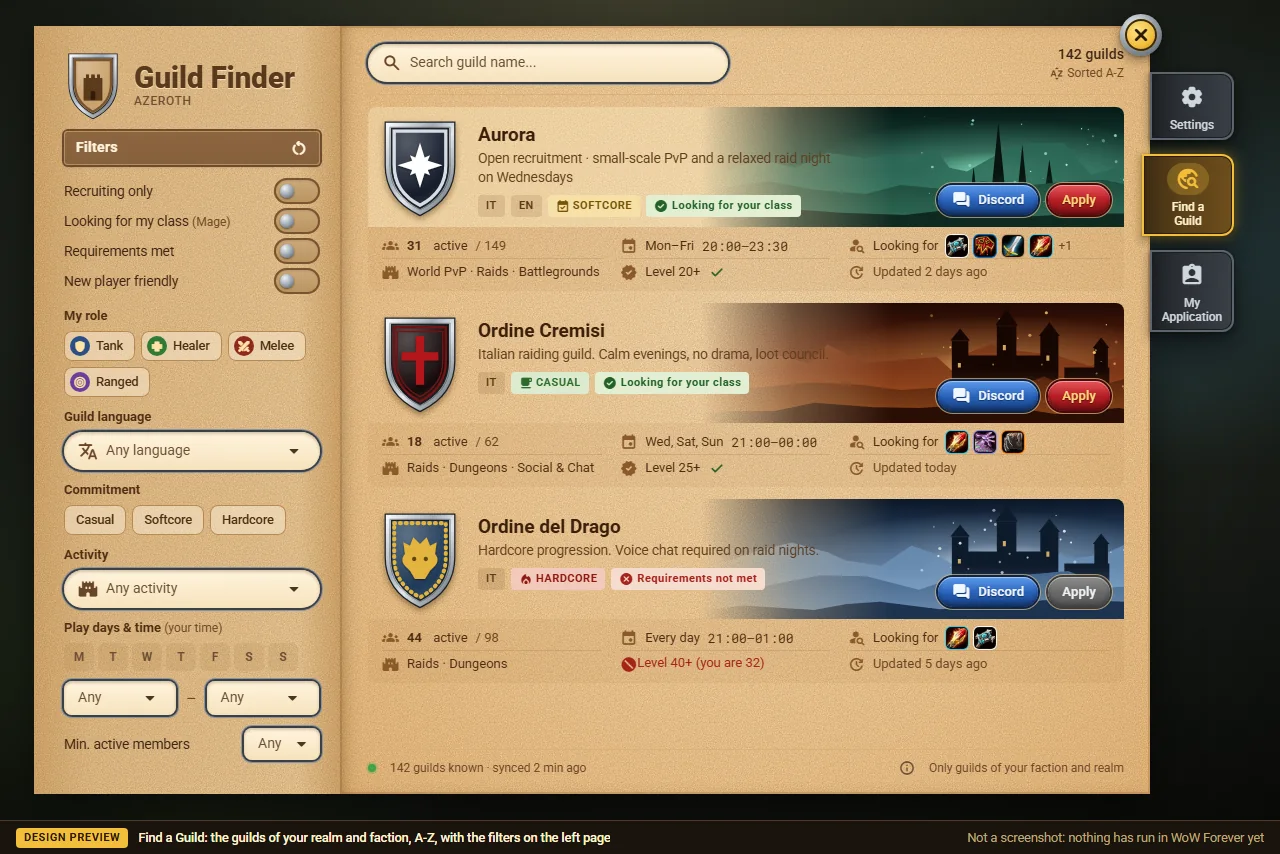 Guild Finder
AZEROTH
Filters
Recruiting only
Looking for my class (Mage)
Requirements met
New player friendly
My role
Tank
Healer
Melee
Ranged
Guild language
Any language
Commitment
Casual
Softcore
Hardcore
Activity
Any activity
Play days & time (your time)
M T W T F S S
Any – Any
Min. active members Any
Search guild name...
142 guilds
Sorted A-Z
Aurora
Open recruitment · small-scale PvP and a relaxed raid night
on Wednesdays
IT EN SOFTCORE Looking for your class
Discord Apply
31 active / 149 Mon–Fri 20:00–23:30 Looking for +1
World PvP · Raids · Battlegrounds Level 20+ Updated 2 days ago
Ordine Cremisi
Italian raiding guild. Calm evenings, no drama, loot council.
IT CASUAL Looking for your class
Discord Apply
18 active / 62 Wed, Sat, Sun 21:00–00:00 Looking for
Raids · Dungeons · Social & Chat Level 25+ Updated today
Ordine del Drago
Hardcore progression. Voice chat required on raid nights.
IT HARDCORE Requirements not met
Discord Apply
44 active / 98 Every day 21:00–01:00 Looking for
Raids · Dungeons Level 40+ (you are 32) Updated 5 days ago
142 guilds known · synced 2 min ago
Only guilds of your faction and realm
Settings
Find a
Guild
My
Application
DESIGN PREVIEW Find a Guild: the guilds of your realm and faction, A-Z, with the filters on the left page
Not a screenshot: nothing has run in WoW Forever yet